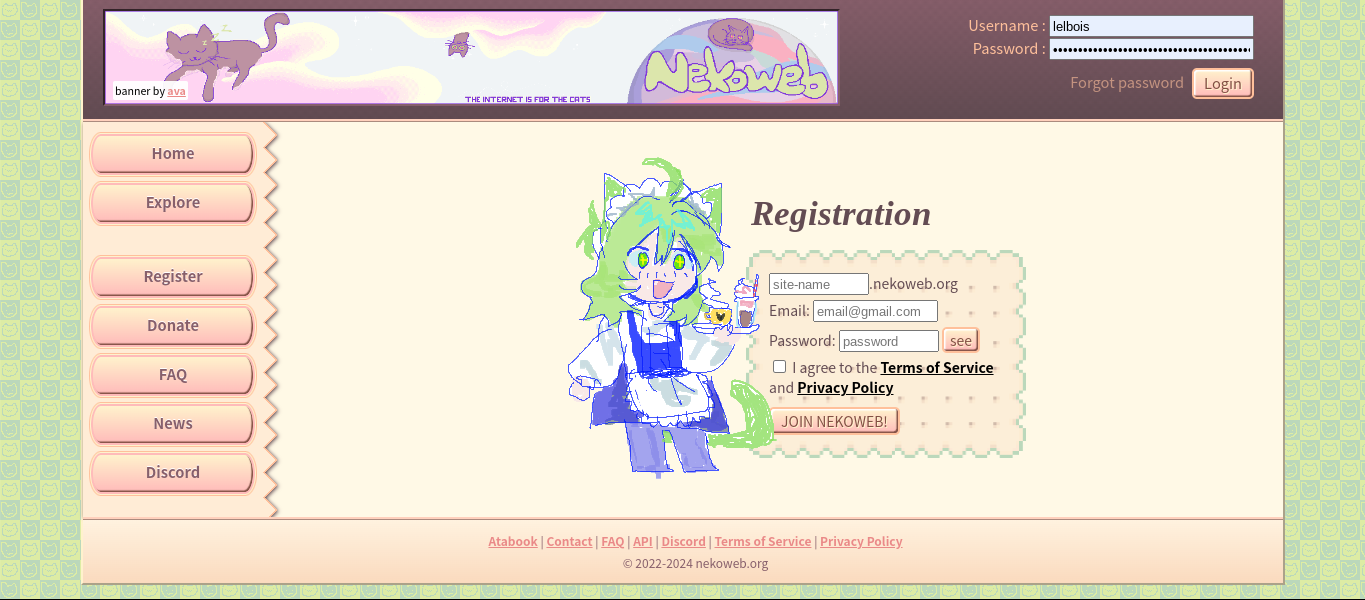 banner by ava
THE INTERNET IS FOR THE CATS
Nekoweb
Username :
lelbois
Password :
••••••••••••••••••••••••••••••••••••••••
Forgot password
Login
Home
Explore
Register
Donate
FAQ
News
Discord
Registration
site-name .nekoweb.org
Email: email@gmail.com
Password: password see
I agree to the Terms of Service
and Privacy Policy
JOIN NEKOWEB!
Atabook | Contact | FAQ | API | Discord | Terms of Service | Privacy Policy
© 2022-2024 nekoweb.org